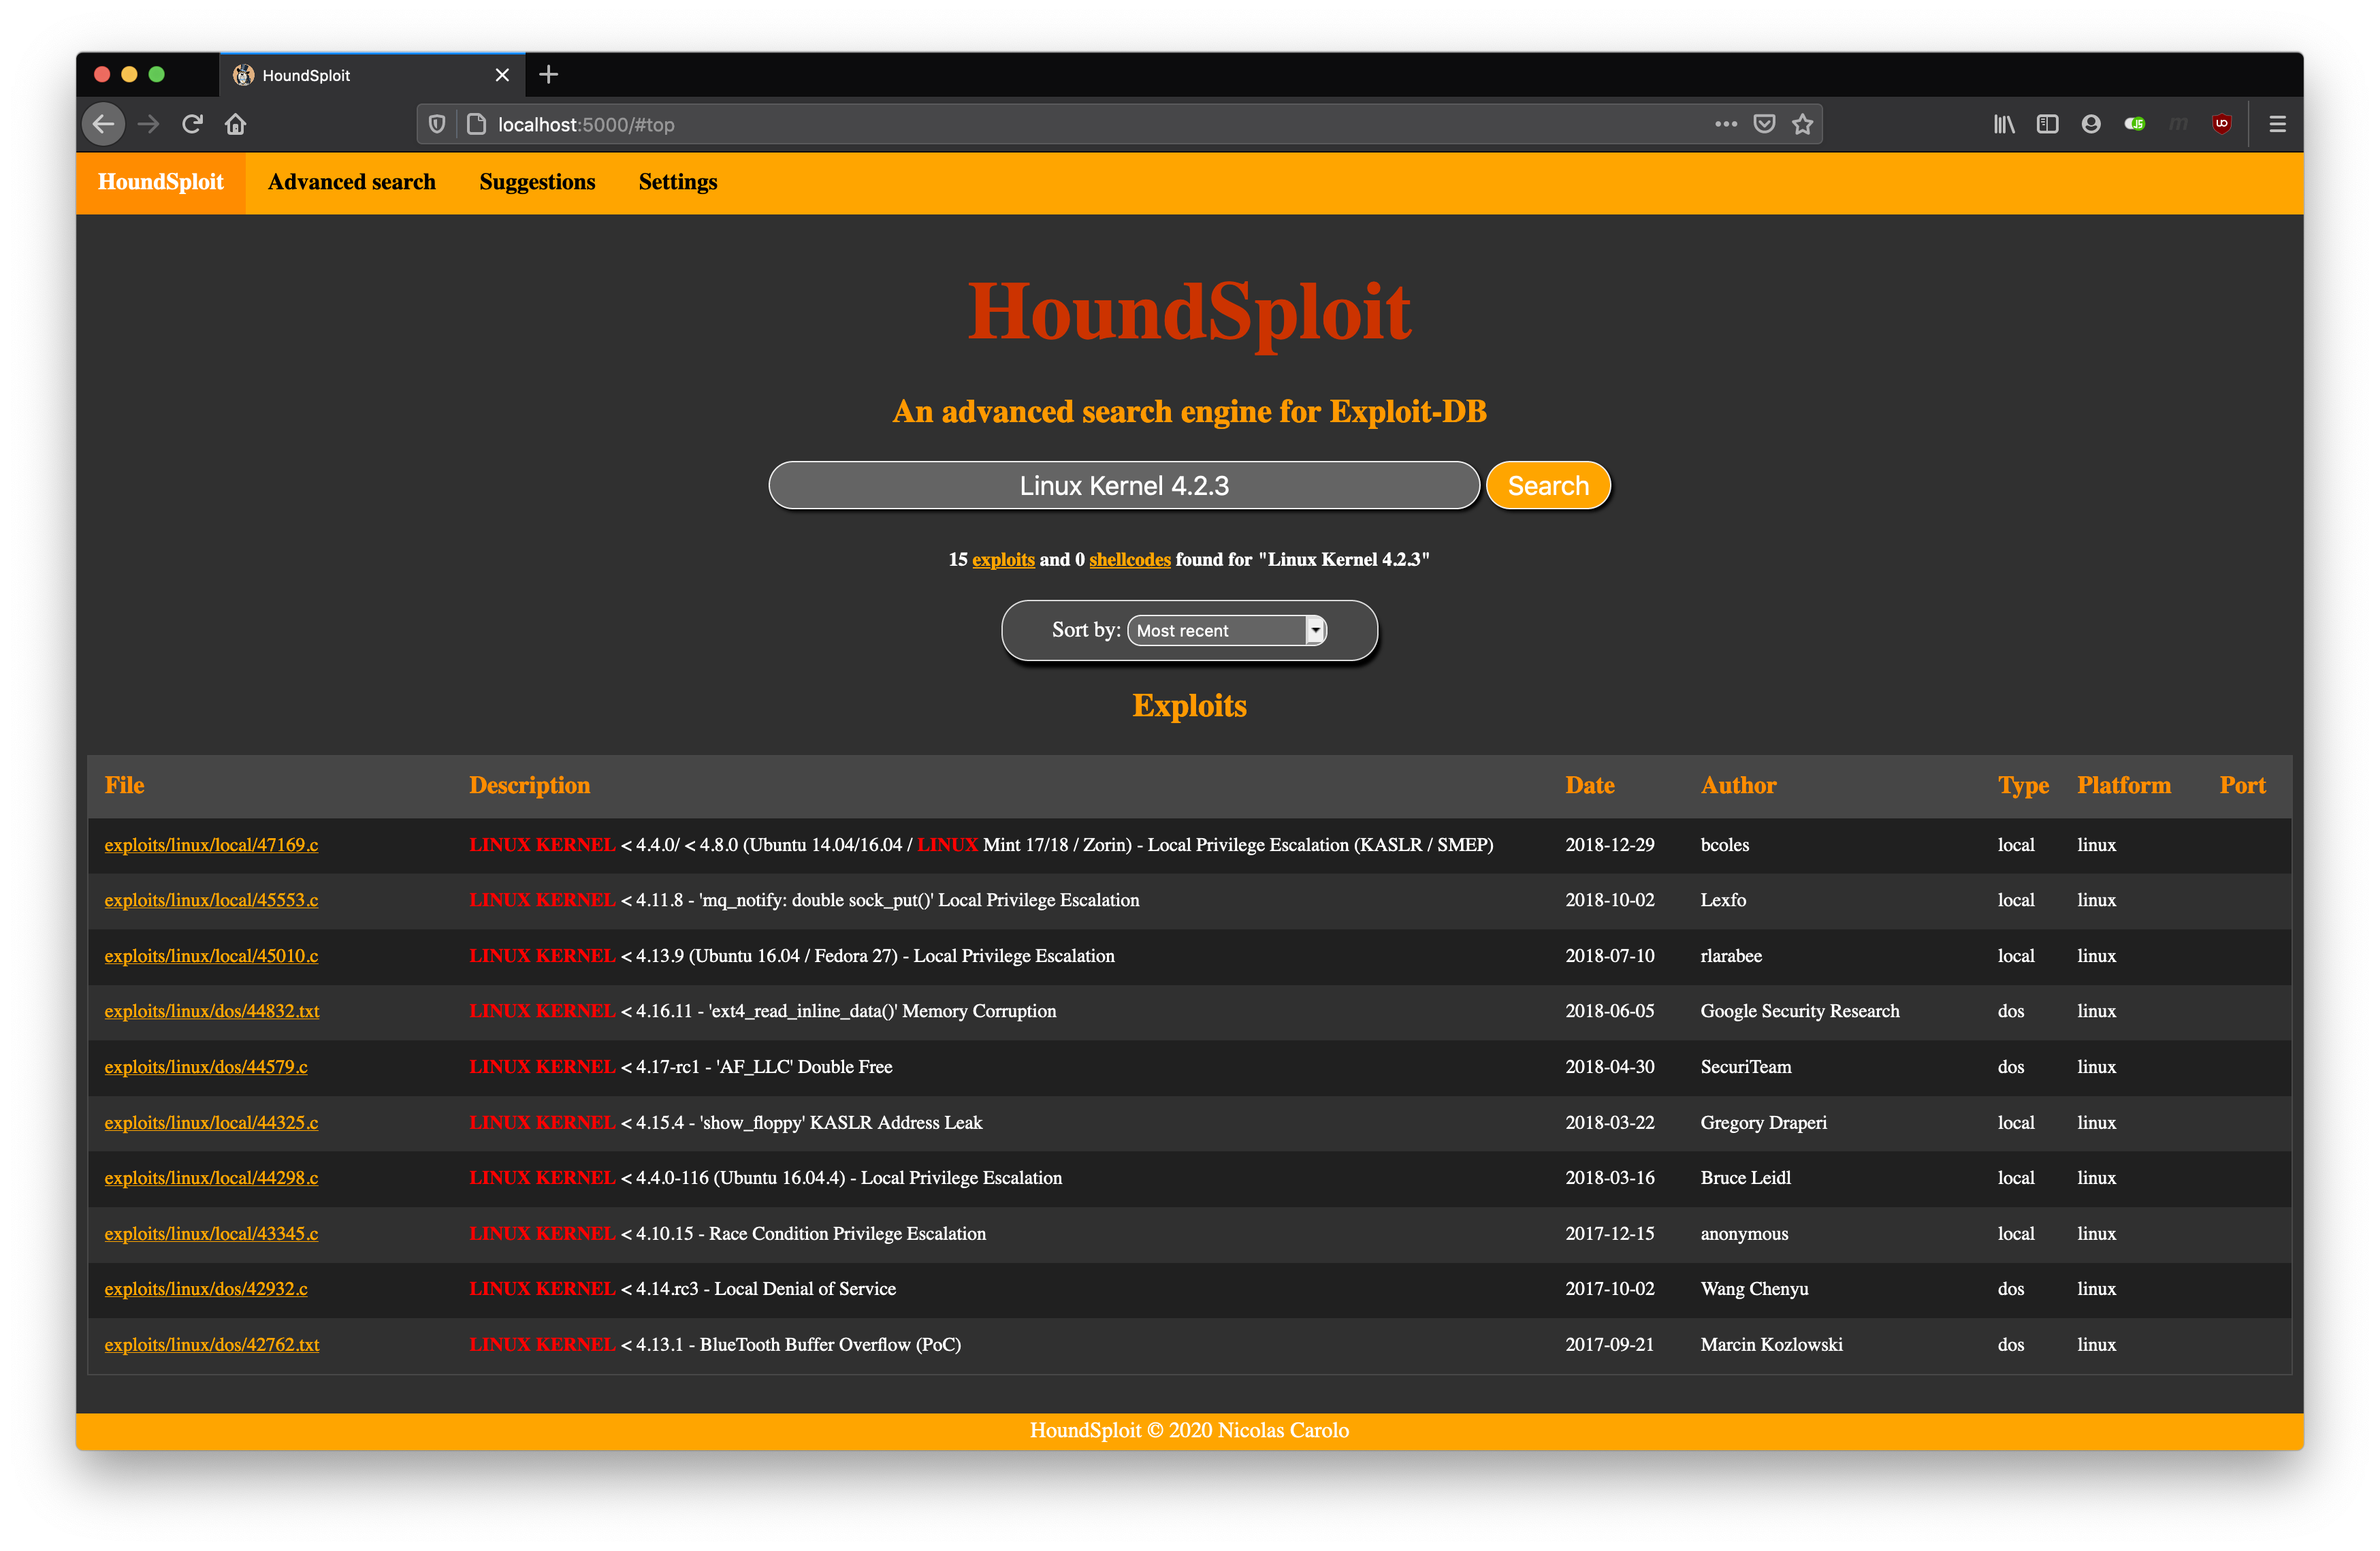 HoundSploit
localhost:5000/#top
HoundSploit Advanced search Suggestions Settings
HoundSploit
An advanced search engine for Exploit-DB
Linux Kernel 4.2.3 Search
15 exploits and 0 shellcodes found for "Linux Kernel 4.2.3"
Sort by: Most recent
Exploits
File Description Date Author Type Platform Port
exploits/linux/local/47169.c LINUX KERNEL < 4.4.0/ < 4.8.0 (Ubuntu 14.04/16.04 / LINUX Mint 17/18 / Zorin) - Local Privilege Escalation (KASLR / SMEP) 2018-12-29 bcoles local linux
exploits/linux/local/45553.c LINUX KERNEL < 4.11.8 - 'mq_notify: double sock_put()' Local Privilege Escalation 2018-10-02 Lexfo local linux
exploits/linux/local/45010.c LINUX KERNEL < 4.13.9 (Ubuntu 16.04 / Fedora 27) - Local Privilege Escalation 2018-07-10 rlarabee local linux
exploits/linux/dos/44832.txt LINUX KERNEL < 4.16.11 - 'ext4_read_inline_data()' Memory Corruption 2018-06-05 Google Security Research dos linux
exploits/linux/dos/44579.c LINUX KERNEL < 4.17-rc1 - 'AF_LLC' Double Free 2018-04-30 SecuriTeam dos linux
exploits/linux/local/44325.c LINUX KERNEL < 4.15.4 - 'show_floppy' KASLR Address Leak 2018-03-22 Gregory Draperi local linux
exploits/linux/local/44298.c LINUX KERNEL < 4.4.0-116 (Ubuntu 16.04.4) - Local Privilege Escalation 2018-03-16 Bruce Leidl local linux
exploits/linux/local/43345.c LINUX KERNEL < 4.10.15 - Race Condition Privilege Escalation 2017-12-15 anonymous local linux
exploits/linux/dos/42932.c LINUX KERNEL < 4.14.rc3 - Local Denial of Service 2017-10-02 Wang Chenyu dos linux
exploits/linux/dos/42762.txt LINUX KERNEL < 4.13.1 - BlueTooth Buffer Overflow (PoC) 2017-09-21 Marcin Kozlowski dos linux
HoundSploit © 2020 Nicolas Carolo